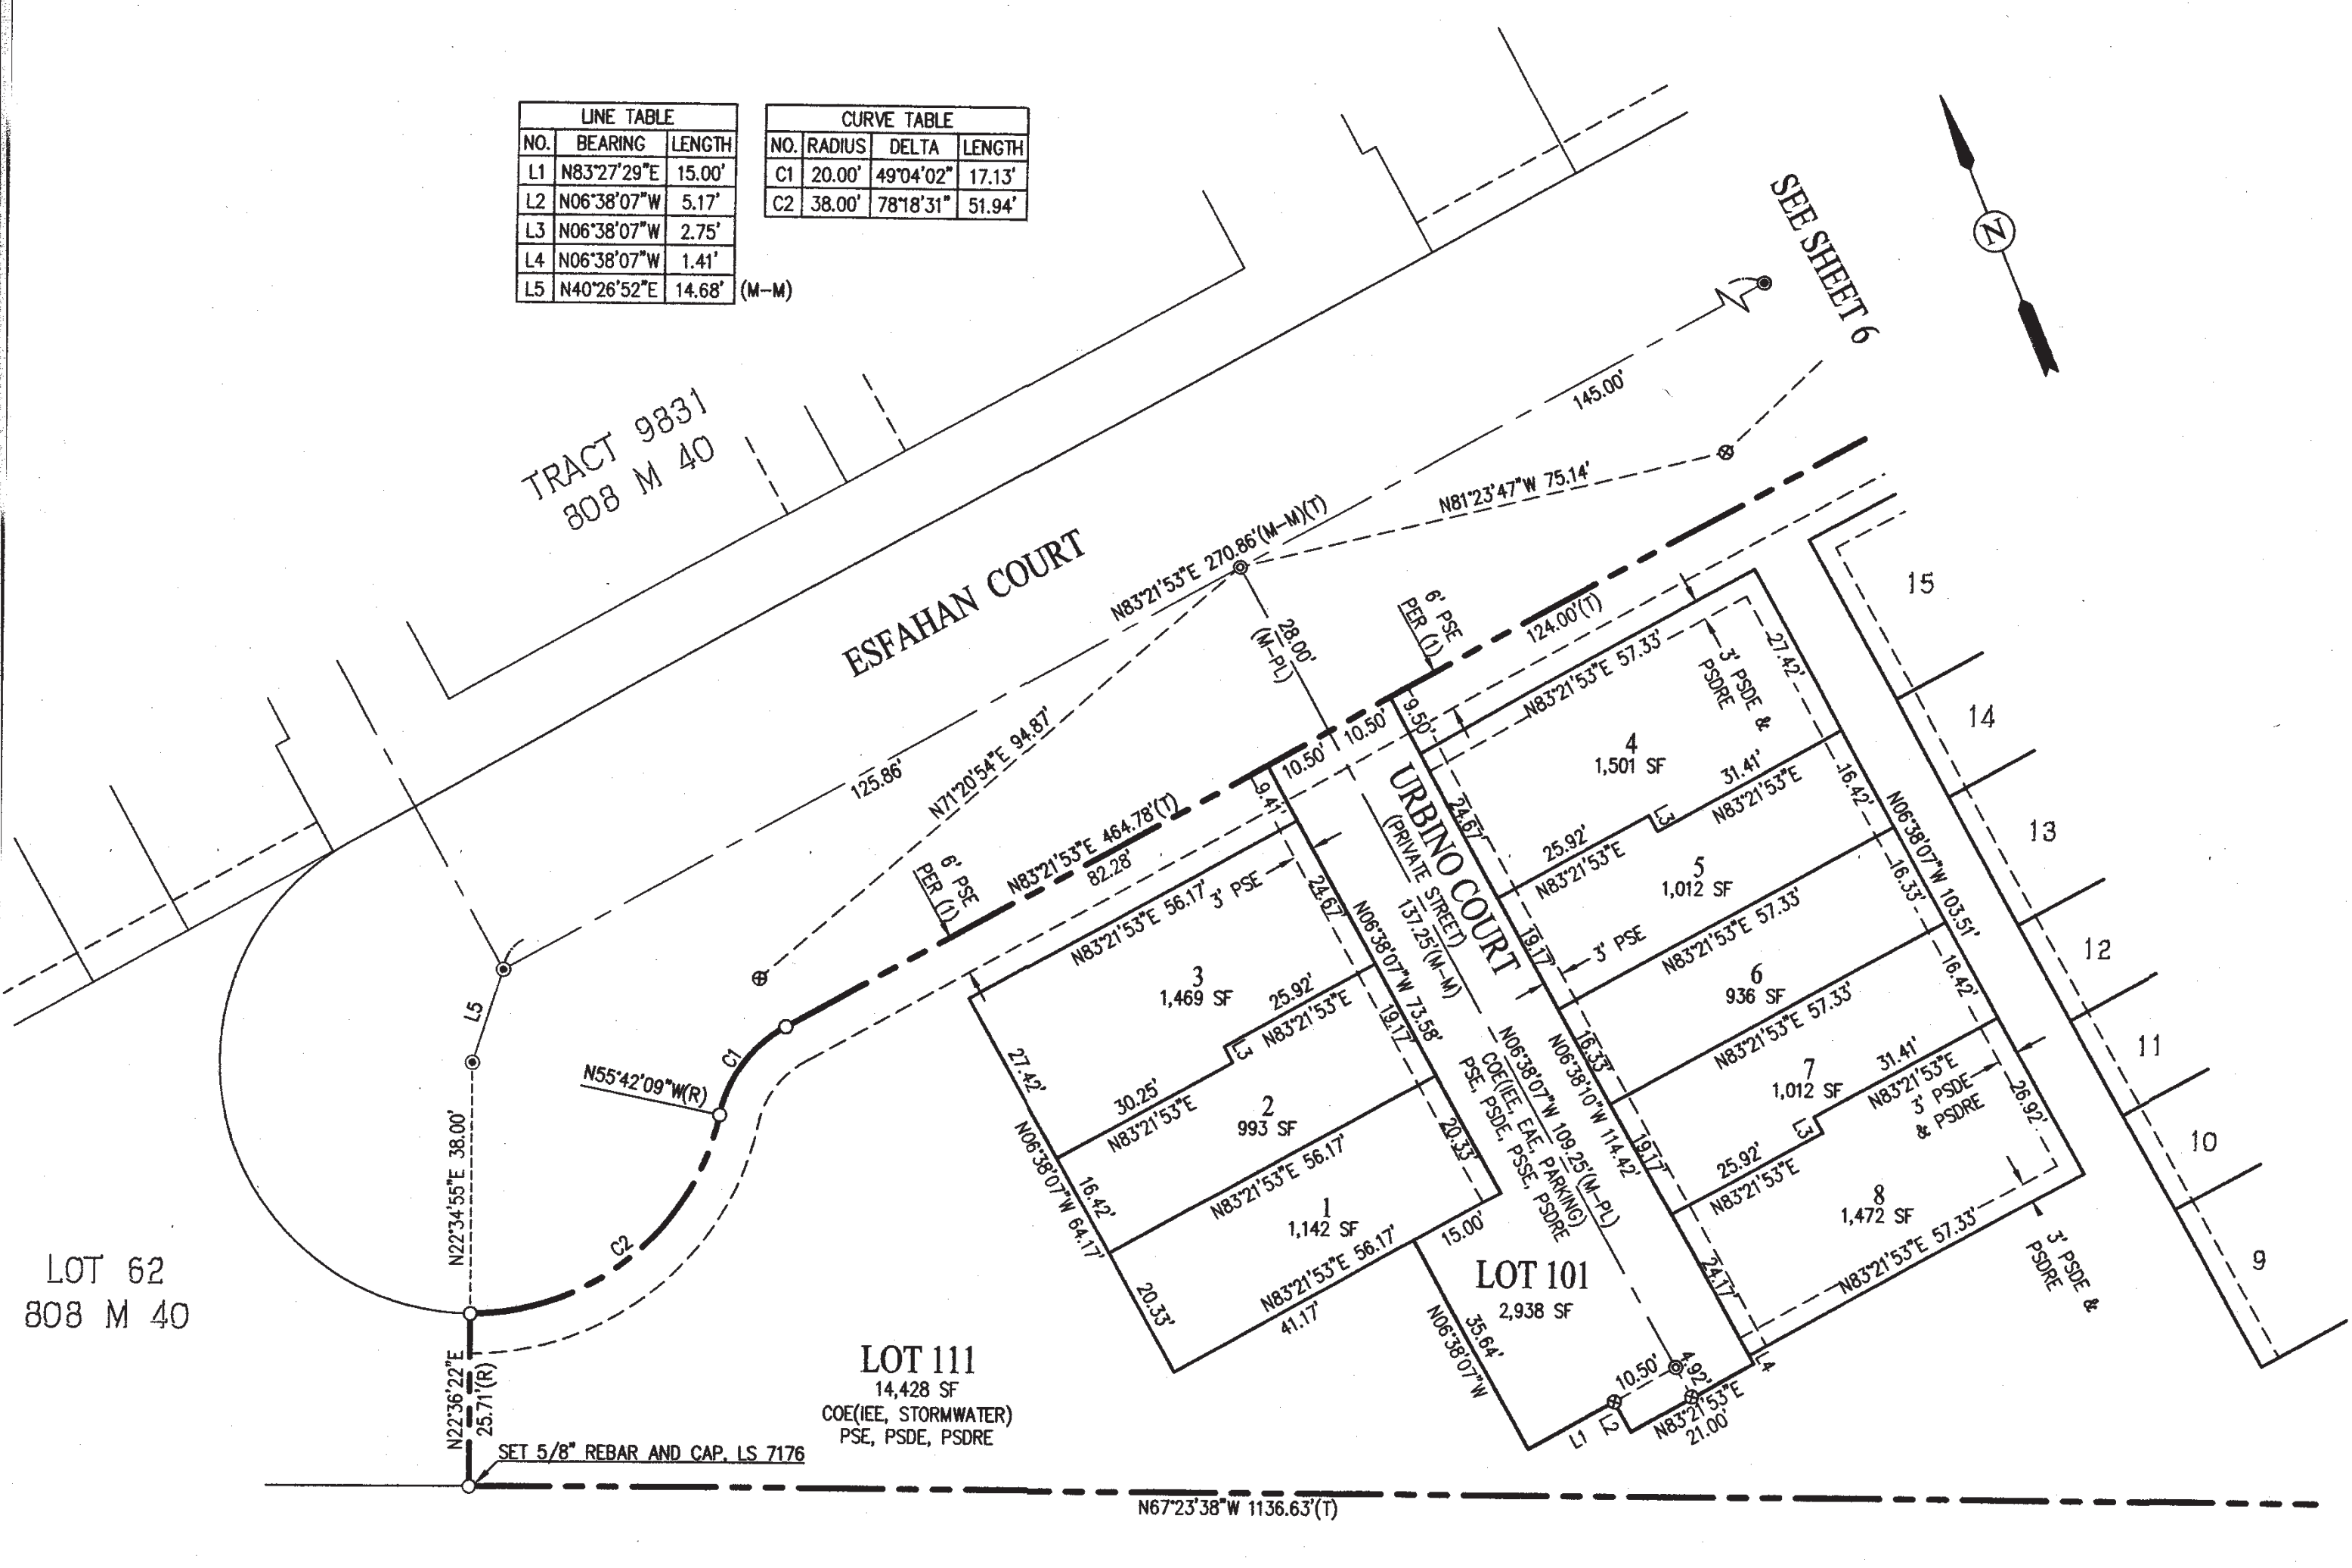 LINE TABLE
NO. BEARING LENGTH
L1 N83°27'29"E 15.00'
L2 N06°38'07"W 5.17'
L3 N06°38'07"W 2.75'
L4 N06°38'07"W 1.41'
L5 N40°26'52"E 14.68' (M-M)
CURVE TABLE
NO. RADIUS DELTA LENGTH
C1 20.00' 49°04'02" 17.13'
C2 38.00' 78°18'31" 51.94'
SEE SHEET 6
N
TRACT 9831
808 M 40
ESFAHAN COURT
145.00'
N81°23'47"W 75.14'
N83°21'53"E 270.86'(M-M)(T)
28.00'
(M-PL)
6' PSE
PER (1)
124.00'(T)
125.86'
N71°20'54"E 94.87'
N83°21'53"E 464.78'(T)
82.28'
10.50'
10.50'
9.50'
9.41'
6' PSE
PER (1)
L5
C1
N55°42'09"W(R)
N22°34'55"E 38.00'
C2
N22°36'22"E
25.71'(R)
SET 5/8" REBAR AND CAP, LS 7176
N67°23'38"W 1136.63'(T)
LOT 62
808 M 40
LOT 111
14,428 SF
COE(IEE, STORMWATER)
PSE, PSDE, PSDRE
N83°21'53"E 56.17'
3' PSE
24.67'
3
1,469 SF
25.92'
N83°21'53"E
L3
30.25'
N83°21'53"E
27.42'
N06°38'07"W 73.58'
19.17'
2
993 SF
N83°21'53"E 56.17'
16.42'
N06°38'07"W 64.17'
20.33'
1
1,142 SF
N83°21'53"E 56.17'
41.17'
15.00'
20.33'
URBINO COURT
(PRIVATE STREET)
137.25'(M-M)
N06°38'07"W 109.25'(M-PL)
COE(IEE, EAE, PARKING)
PSE, PSDE, PSSE, PSDRE
N06°38'10"W 114.42'
LOT 101
2,938 SF
35.64'
N06°38'07"W
10.50'
4.92'
L1
L2
N83°21'53"E
21.00'
L4
N83°21'53"E 57.33'
3' PSDE &
PSDRE
27.42'
4
1,501 SF
24.67'
31.41'
N83°21'53"E
L3
25.92'
N83°21'53"E
16.42'
5
1,012 SF
N83°21'53"E 57.33'
19.17'
3' PSE
16.33'
N06°38'07"W 103.51'
6
936 SF
N83°21'53"E 57.33'
16.33'
16.42'
7
1,012 SF
31.41'
N83°21'53"E
L3
25.92'
N83°21'53"E
19.17'
3' PSDE
& PSDRE
26.92'
8
1,472 SF
N83°21'53"E 57.33'
24.17'
3' PSDE &
PSDRE
15
14
13
12
11
10
9